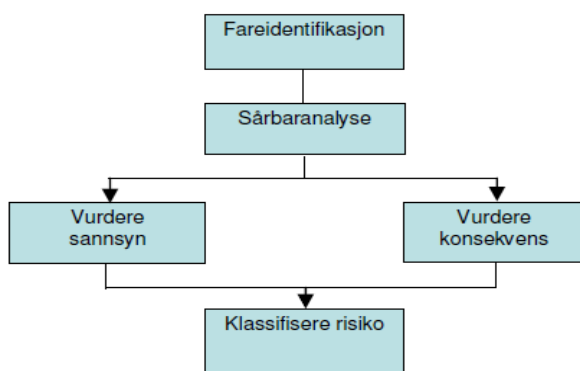 Fareidentifikasjon
Sårbaranalyse
Vurdere
sannsyn
Vurdere
konsekvens
Klassifisere risiko